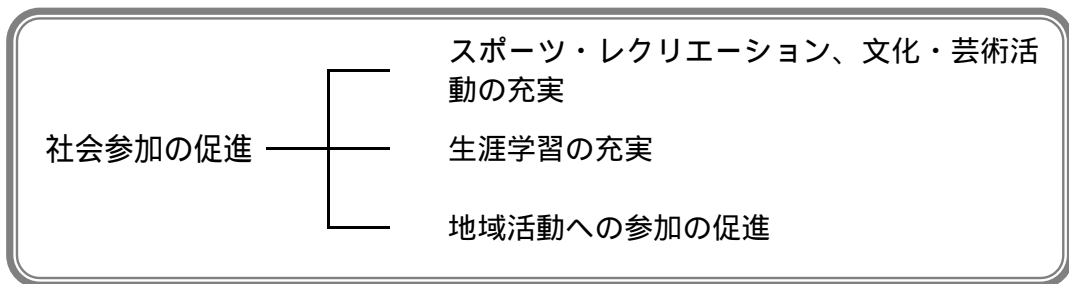 スポーツ・レクリエーション、文化・芸術活
動の充実
社会参加の促進
生涯学習の充実
地域活動への参加の促進